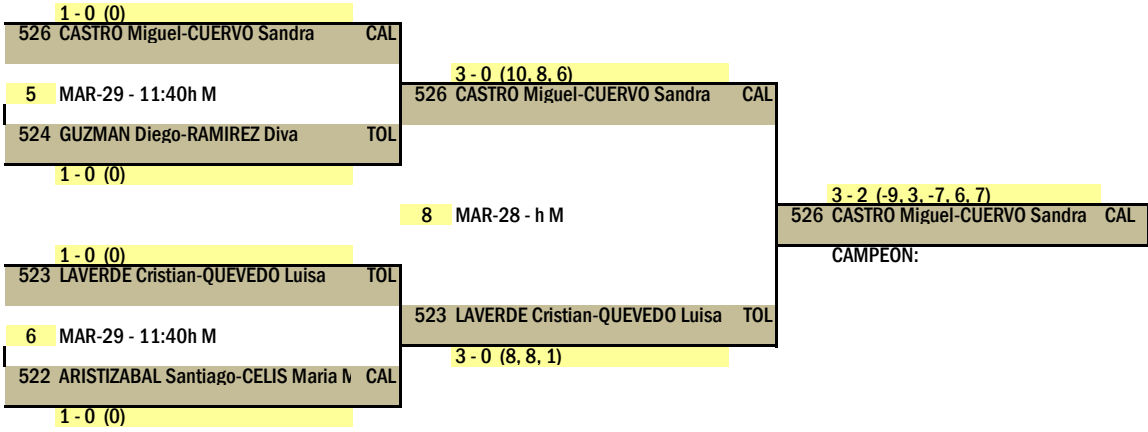 1 - 0 (0)
526 CASTRO Miguel-CUERVO Sandra CAL
5 MAR-29 - 11:40h M
524 GUZMAN Diego-RAMIREZ Diva TOL
1 - 0 (0)
3 - 0 (10, 8, 6)
526 CASTRO Miguel-CUERVO Sandra CAL
8 MAR-28 - h M
3 - 2 (-9, 3, -7, 6, 7)
526 CASTRO Miguel-CUERVO Sandra CAL
CAMPEÓN:
1 - 0 (0)
523 LAVERDE Cristian-QUEVEDO Luisa TOL
6 MAR-29 - 11:40h M
522 ARISTIZABAL Santiago-CELIS Maria M CAL
1 - 0 (0)
523 LAVERDE Cristian-QUEVEDO Luisa TOL
3 - 0 (8, 8, 1)